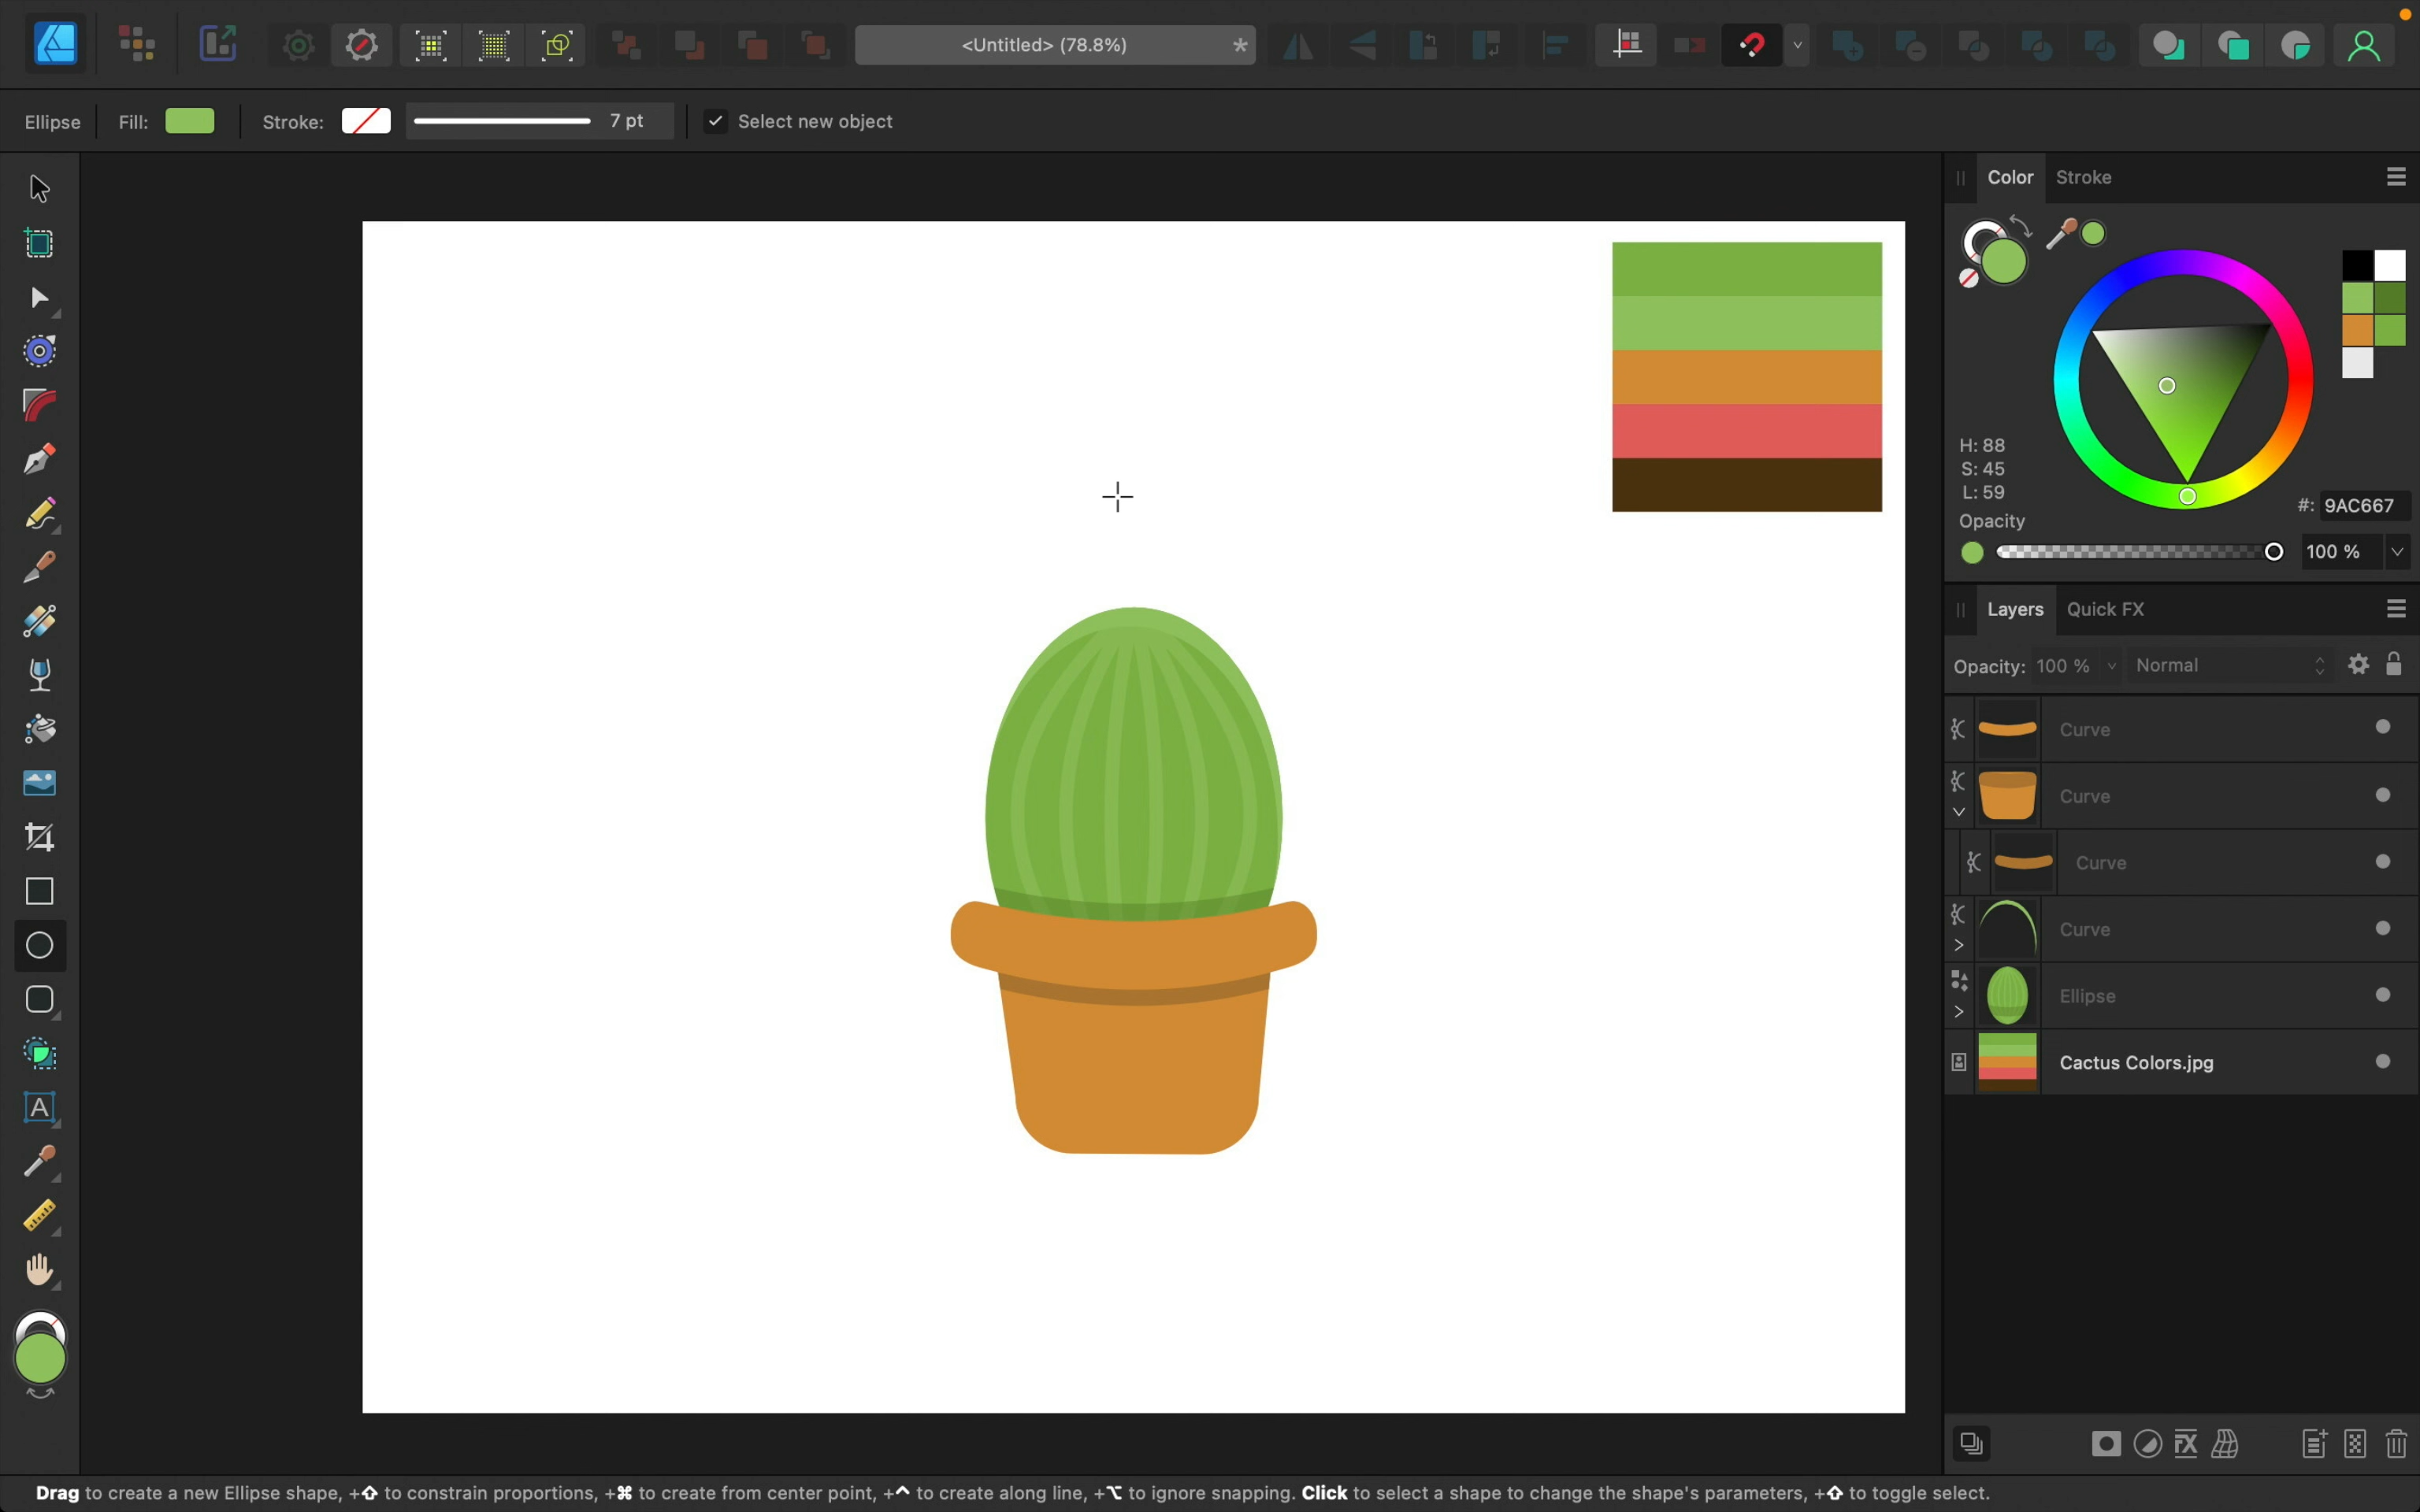 <Untitled> (78.8%)
*
Ellipse
Fill:
Stroke:
7 pt
Select new object
Color
Stroke
H: 88
S: 45
L: 59
#: 9AC667
Opacity
100 %
Layers
Quick FX
Opacity: 100 %
Normal
Curve
Curve
Curve
Curve
Ellipse
Cactus Colors.jpg
A
FX
Drag to create a new Ellipse shape, +⇧ to constrain proportions, +⌘ to create from center point, +^ to create along line, +⌥ to ignore snapping. Click to select a shape to change the shape's parameters, +⇧ to toggle select.